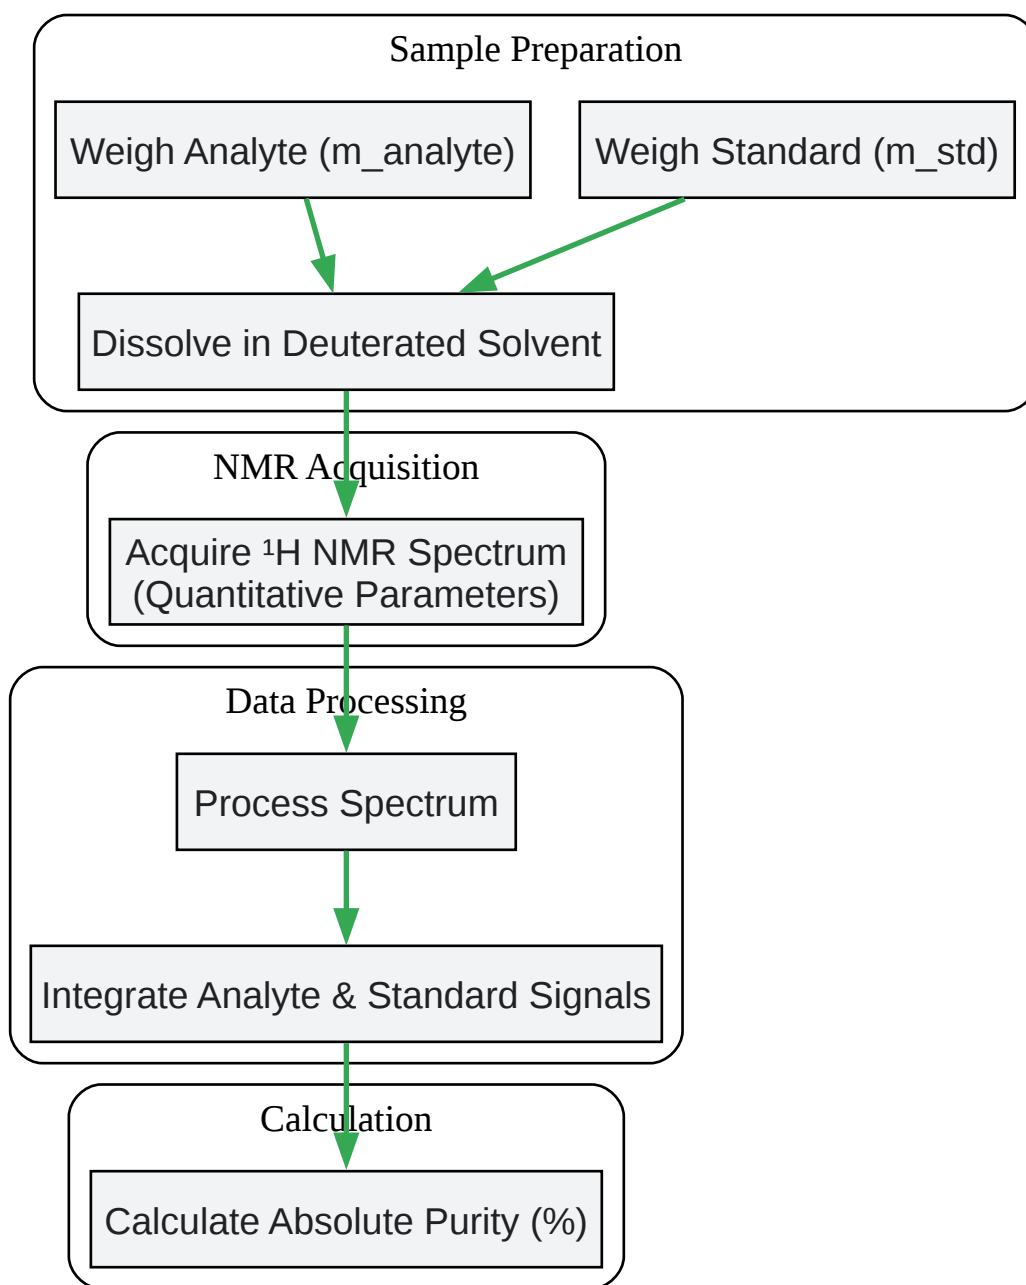 Sample Preparation
Weigh Analyte (m_analyte)
Weigh Standard (m_std)
Dissolve in Deuterated Solvent
NMR Acquisition
Acquire ¹H NMR Spectrum
(Quantitative Parameters)
Data Processing
Process Spectrum
Integrate Analyte & Standard Signals
Calculation
Calculate Absolute Purity (%)